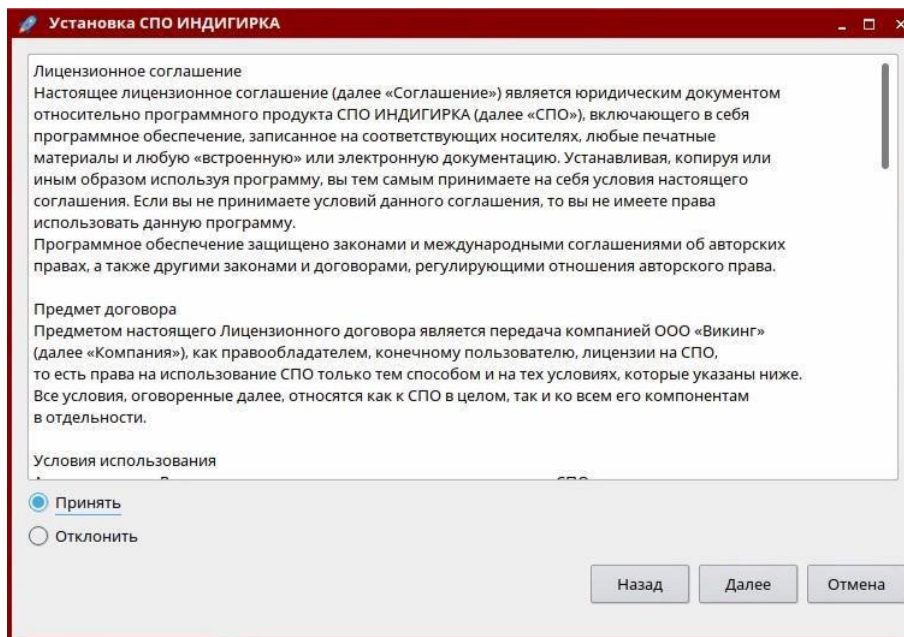 Установка СПО ИНДИГИРКА
Лицензионное соглашение
Настоящее лицензионное соглашение (далее «Соглашение») является юридическим документом
относительно программного продукта СПО ИНДИГИРКА (далее «СПО»), включающего в себя
программное обеспечение, записанное на соответствующих носителях, любые печатные
материалы и любую «встроенную» или электронную документацию. Устанавливая, копируя или
иным образом используя программу, вы тем самым принимаете на себя условия настоящего
соглашения. Если вы не принимаете условий данного соглашения, то вы не имеете права
использовать данную программу.
Программное обеспечение защищено законами и международными соглашениями об авторских
правах, а также другими законами и договорами, регулирующими отношения авторского права.
Предмет договора
Предметом настоящего Лицензионного договора является передача компанией ООО «Викинг»
(далее «Компания»), как правообладателем, конечному пользователю, лицензии на СПО,
то есть права на использование СПО только тем способом и на тех условиях, которые указаны ниже.
Все условия, оговоренные далее, относятся как к СПО в целом, так и ко всем его компонентам
в отдельности.
Условия использования
Принять
Отклонить
Назад
Далее
Отмена